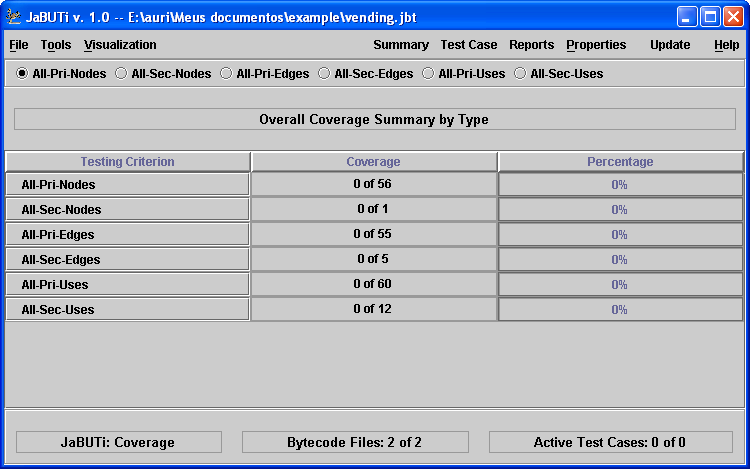 JaBUTi v. 1.0 -- E:\auri\Meus documentos\example\vending.jbt
File Tools Visualization Summary Test Case Reports Properties Update Help
All-Pri-Nodes All-Sec-Nodes All-Pri-Edges All-Sec-Edges All-Pri-Uses All-Sec-Uses
Overall Coverage Summary by Type
Testing Criterion Coverage Percentage
All-Pri-Nodes 0 of 56 0%
All-Sec-Nodes 0 of 1 0%
All-Pri-Edges 0 of 55 0%
All-Sec-Edges 0 of 5 0%
All-Pri-Uses 0 of 60 0%
All-Sec-Uses 0 of 12 0%
JaBUTi: Coverage Bytecode Files: 2 of 2 Active Test Cases: 0 of 0